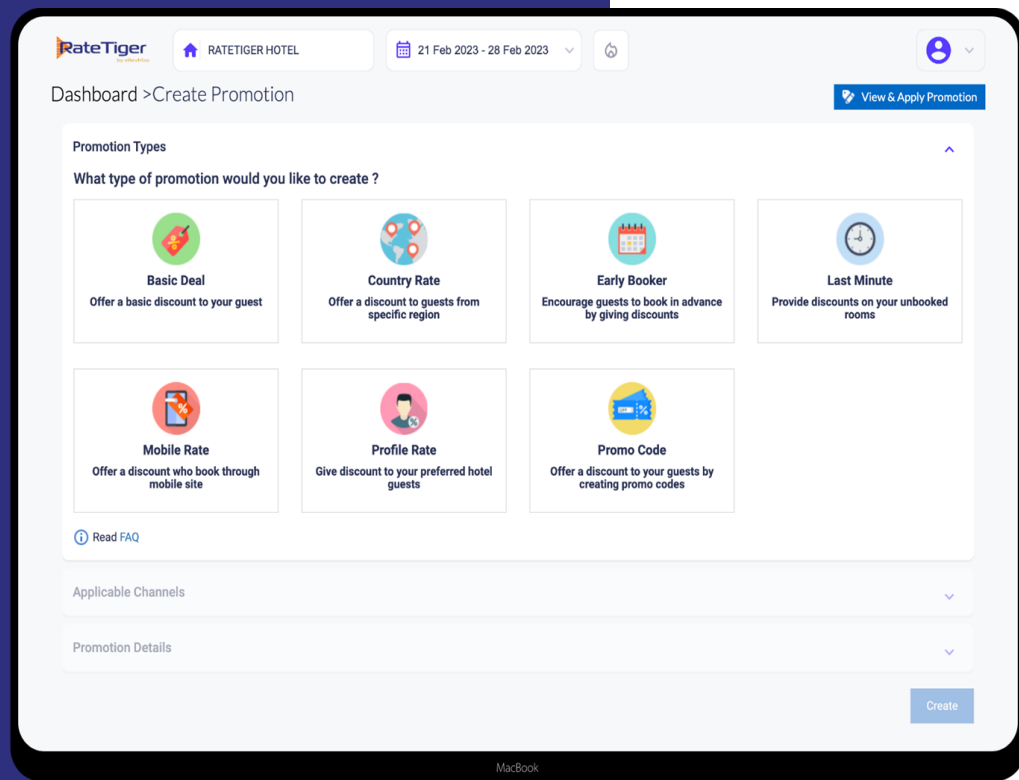 RateTiger
RATETIGER HOTEL
21 Feb 2023 - 28 Feb 2023
Dashboard >Create Promotion
View & Apply Promotion
Promotion Types
What type of promotion would you like to create ?
Basic Deal
Offer a basic discount to your guest
Country Rate
Offer a discount to guests from
specific region
Early Booker
Encourage guests to book in advance
by giving discounts
Last Minute
Provide discounts on your unbooked
rooms
Mobile Rate
Offer a discount who book through
mobile site
Profile Rate
Give discount to your preferred hotel
guests
Promo Code
Offer a discount to your guests by
creating promo codes
Read FAQ
Applicable Channels
Promotion Details
Create
MacBook